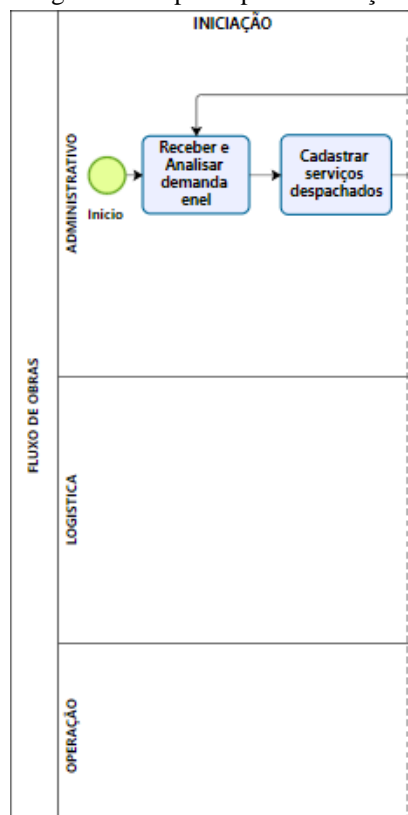 INICIAÇÃO
Receber e
Analisar
demanda
enel
Cadastrar
serviços
despachados
Inicio
ADMINISTRATIVO
FLUXO DE OBRAS
LOGISTICA
OPERAÇÃO